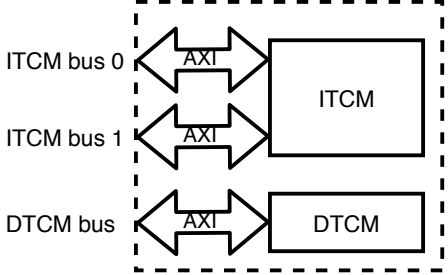 ITCM bus 0
AXI
ITCM
ITCM bus 1
AXI
DTCM bus
AXI
DTCM